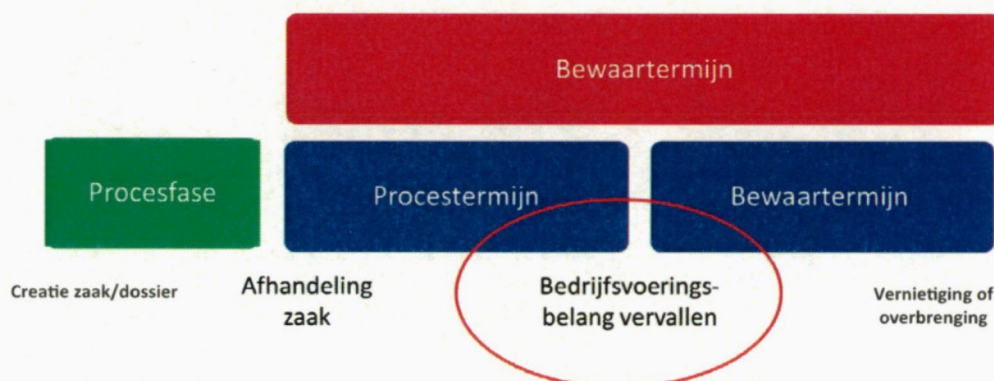 Bewaartermijn
Procesfase
Procestermijn
Bewaartermijn
Creatie zaak/dossier
Afhandeling
zaak
Bedrijfsvoerings-
belang vervallen
Vernietiging of
overbrenging